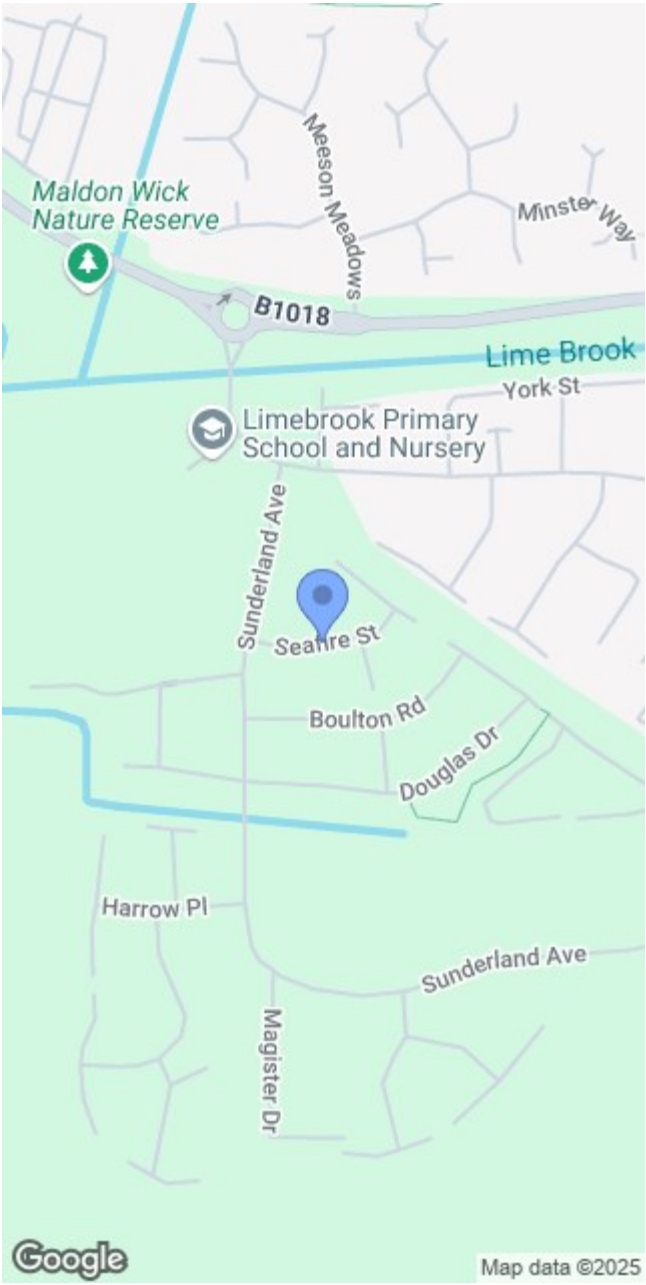 Meeson Meadows
Minster Way
Maldon Wick
Nature Reserve
B1018
Lime Brook
York St
Limebrook Primary
School and Nursery
Sunderland Ave
Seafire St
Boulton Rd
Douglas Dr
Harrow Pl
Sunderland Ave
Magister Dr
Google
Map data ©2025